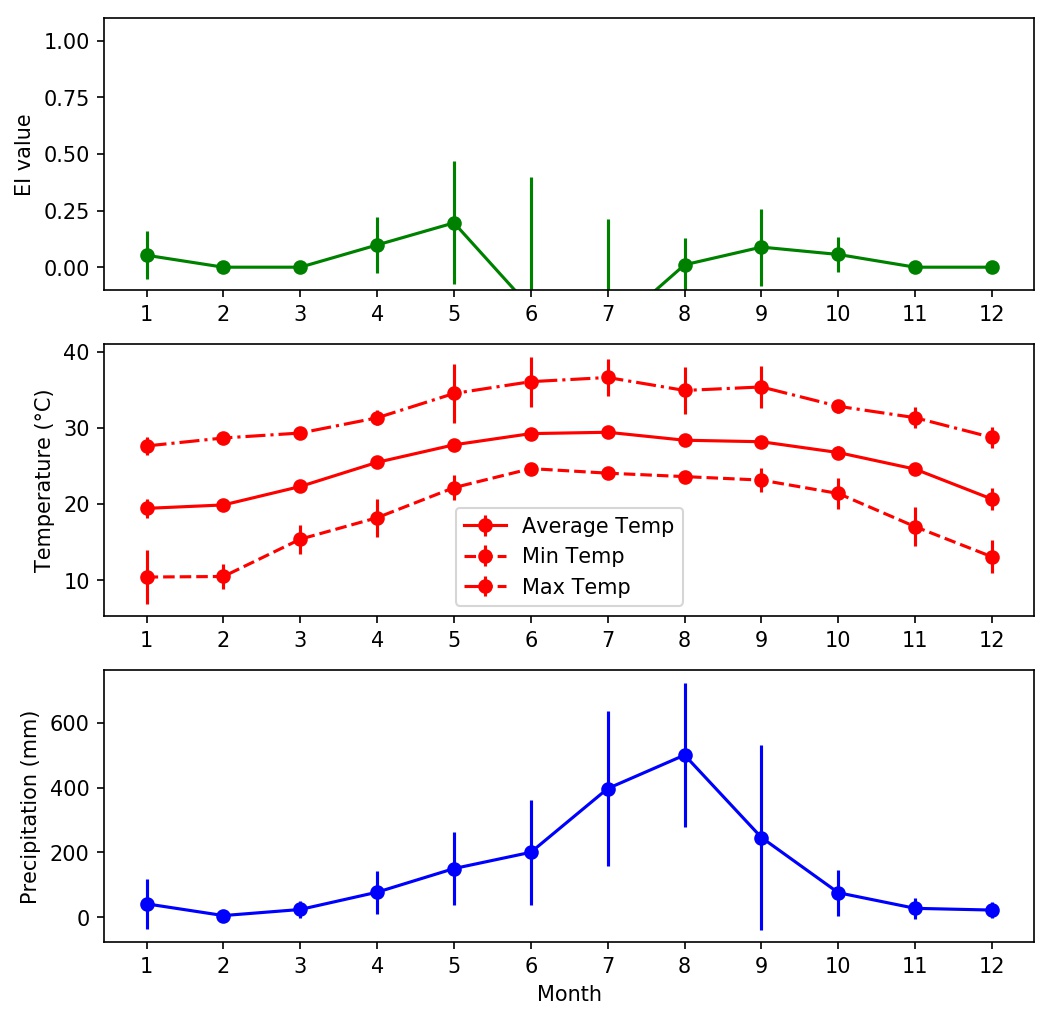 1.00
0.75
0.50
0.25
0.00
EI value
1 2 3 4 5 6 7 8 9 10 11 12
40
30
20
10
Temperature (°C)
Average Temp
Min Temp
Max Temp
1 2 3 4 5 6 7 8 9 10 11 12
600
400
200
0
Precipitation (mm)
1 2 3 4 5 6 7 8 9 10 11 12
Month